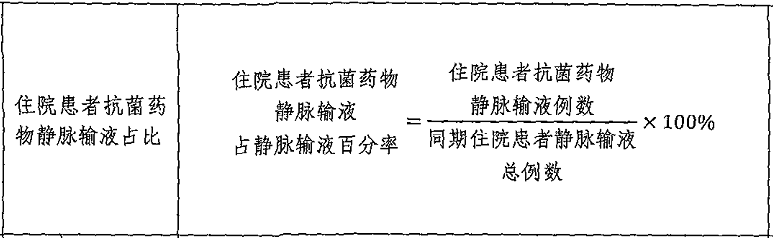 住院患者抗菌药
物静脉输液占比
住院患者抗菌药物
静脉输液
占静脉输液百分率
=
住院患者抗菌药物
静脉输液例数
同期住院患者静脉输液
总例数
×100%